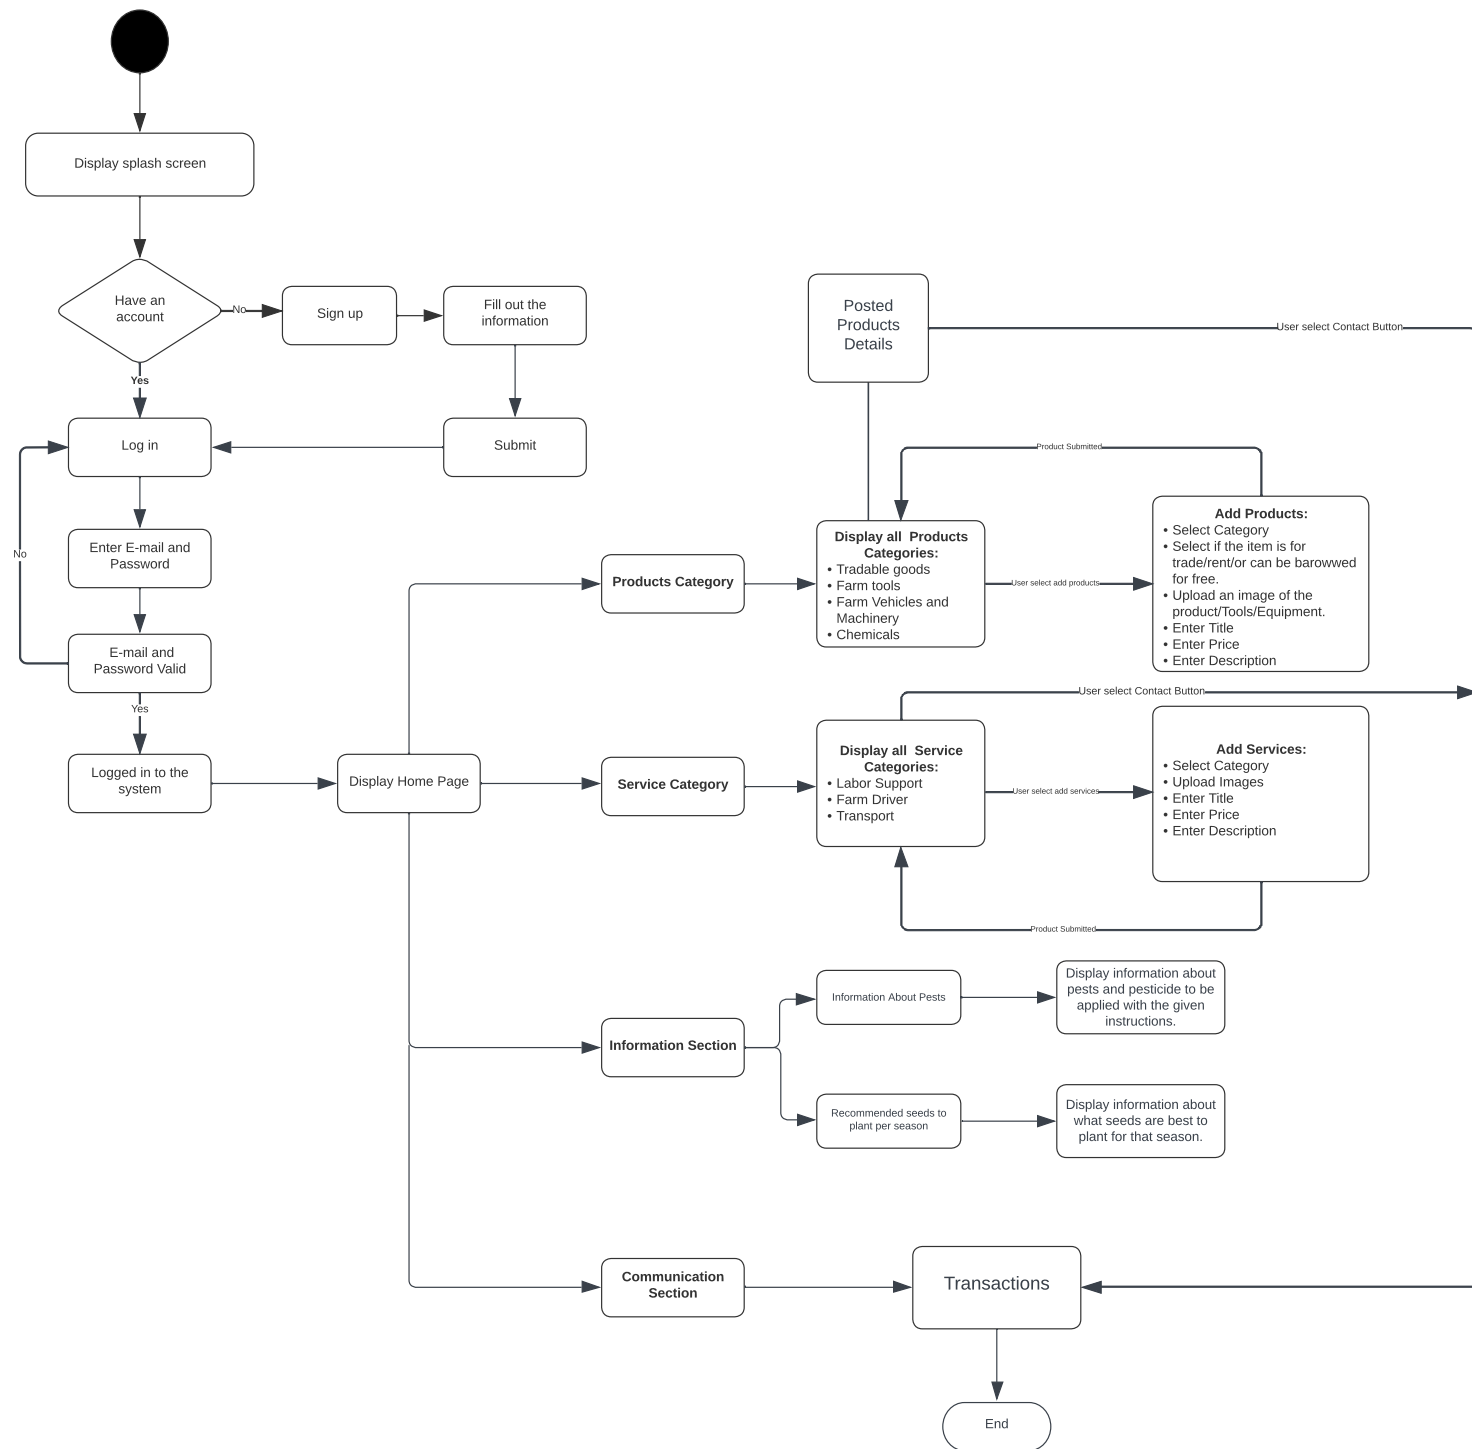 Display splash screen
Have an
account
No
Sign up
Fill out the
information
Yes
Log in
Submit
No
Enter E-mail and
Password
E-mail and
Password Valid
Yes
Logged in to the
system
Display Home Page
Posted
Products
Details
User select Contact Button
Product Submitted
Products Category
Display all Products
Categories:
• Tradable goods
• Farm tools
• Farm Vehicles and
Machinery
• Chemicals
User select add products
Add Products:
• Select Category
• Select if the item is for
trade/rent/or can be barowwed
for free.
• Upload an image of the
product/Tools/Equipment.
• Enter Title
• Enter Price
• Enter Description
User select Contact Button
Service Category
Display all Service
Categories:
• Labor Support
• Farm Driver
• Transport
User select add services
Add Services:
• Select Category
• Upload Images
• Enter Title
• Enter Price
• Enter Description
Product Submitted
Information Section
Information About Pests
Display information about
pests and pesticide to be
applied with the given
instructions.
Recommended seeds to
plant per season
Display information about
what seeds are best to
plant for that season.
Communication
Section
Transactions
End